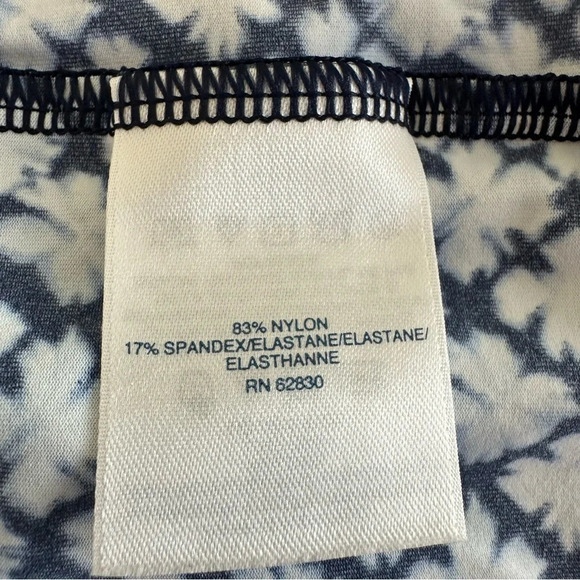 83% NYLON
17% SPANDEX/ELASTANE/ELASTANE/
ELASTHANNE
RN 62830